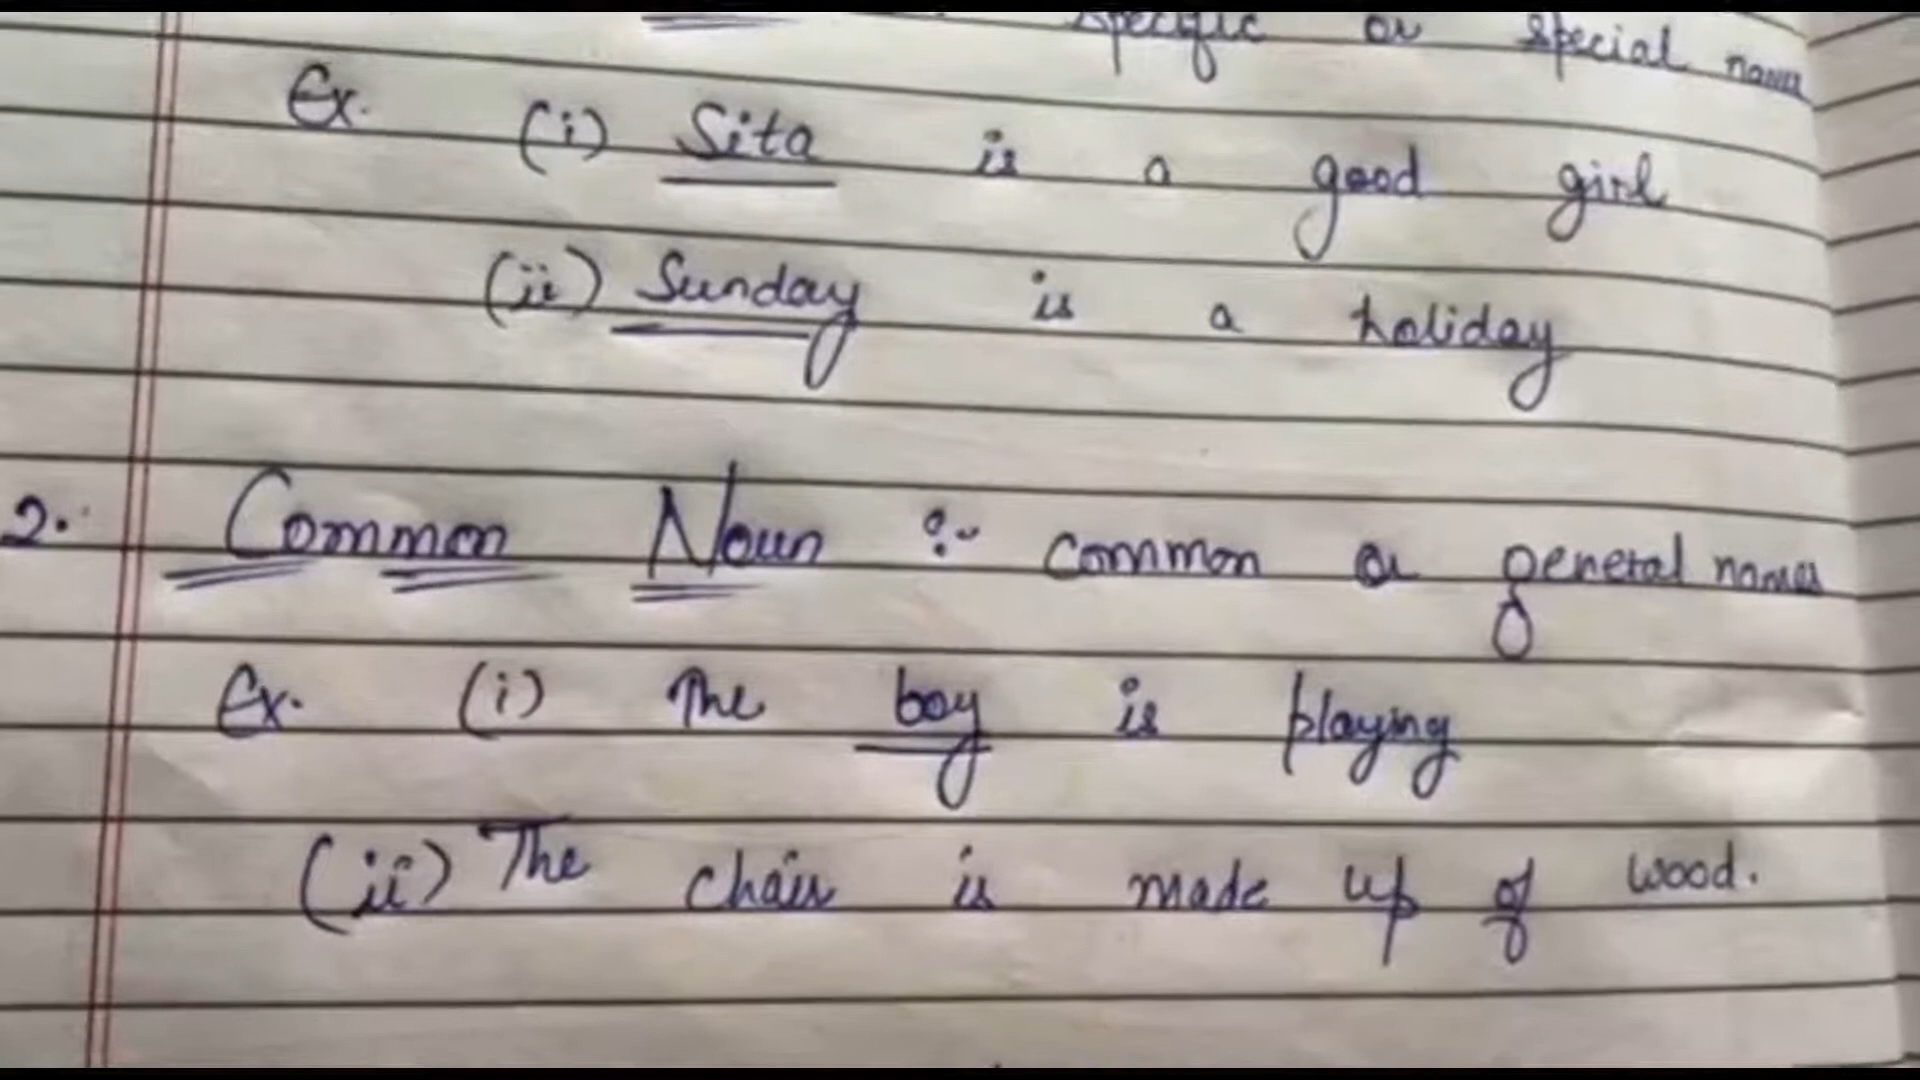 specific or special names
Ex. (i) Sita is a good girl
(ii) Sunday is a holiday
2. Common Noun :- common or general names
Ex. (i) The boy is playing
(ii) The chair is made up of wood.